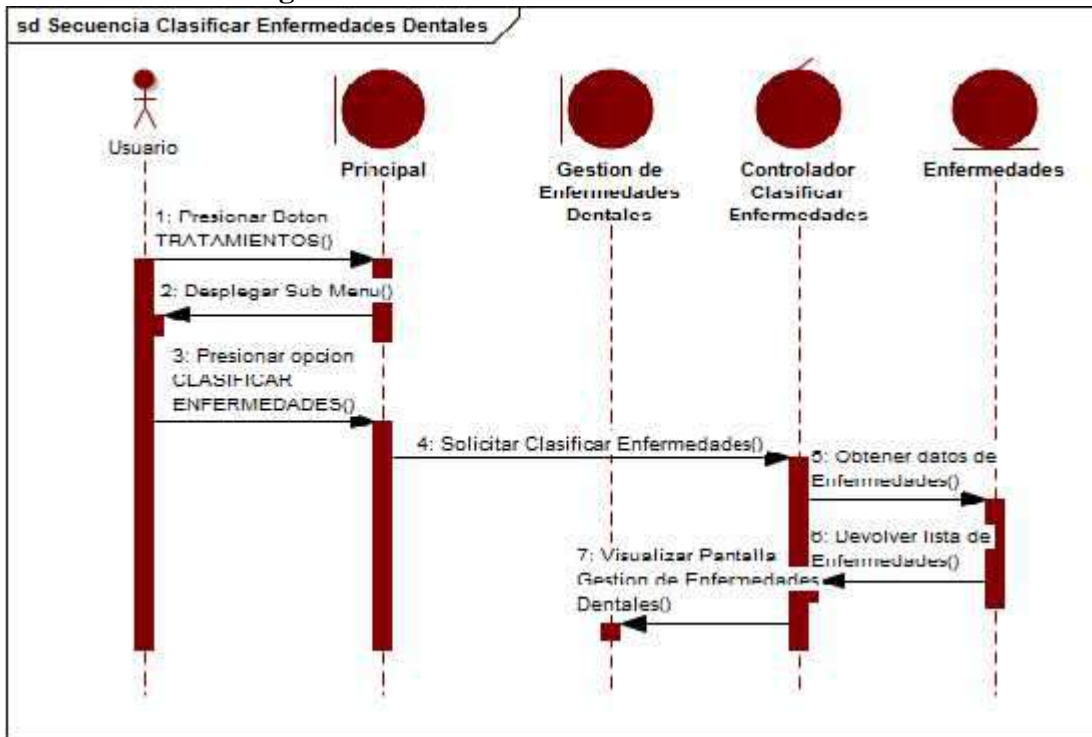 sd Secuencia Clasificar Enfermedades Dentales
Usuario
Principal
Gestion de
Enfermedades
Dentales
Controlador
Clasificar
Enfermedades
Enfermedades
1: Presionar Boton
TRATAMIENTOS()
2: Desplegar Sub Menu()
3: Presionar opcion
CLASIFICAR
ENFERMEDADES()
4: Solicitar Clasificar Enfermedades()
5: Obtener datos de
Enfermedades()
6: Devolver lista de
Enfermedades()
7: Visualizar Pantalla
Gestion de Enfermedades
Dentales()